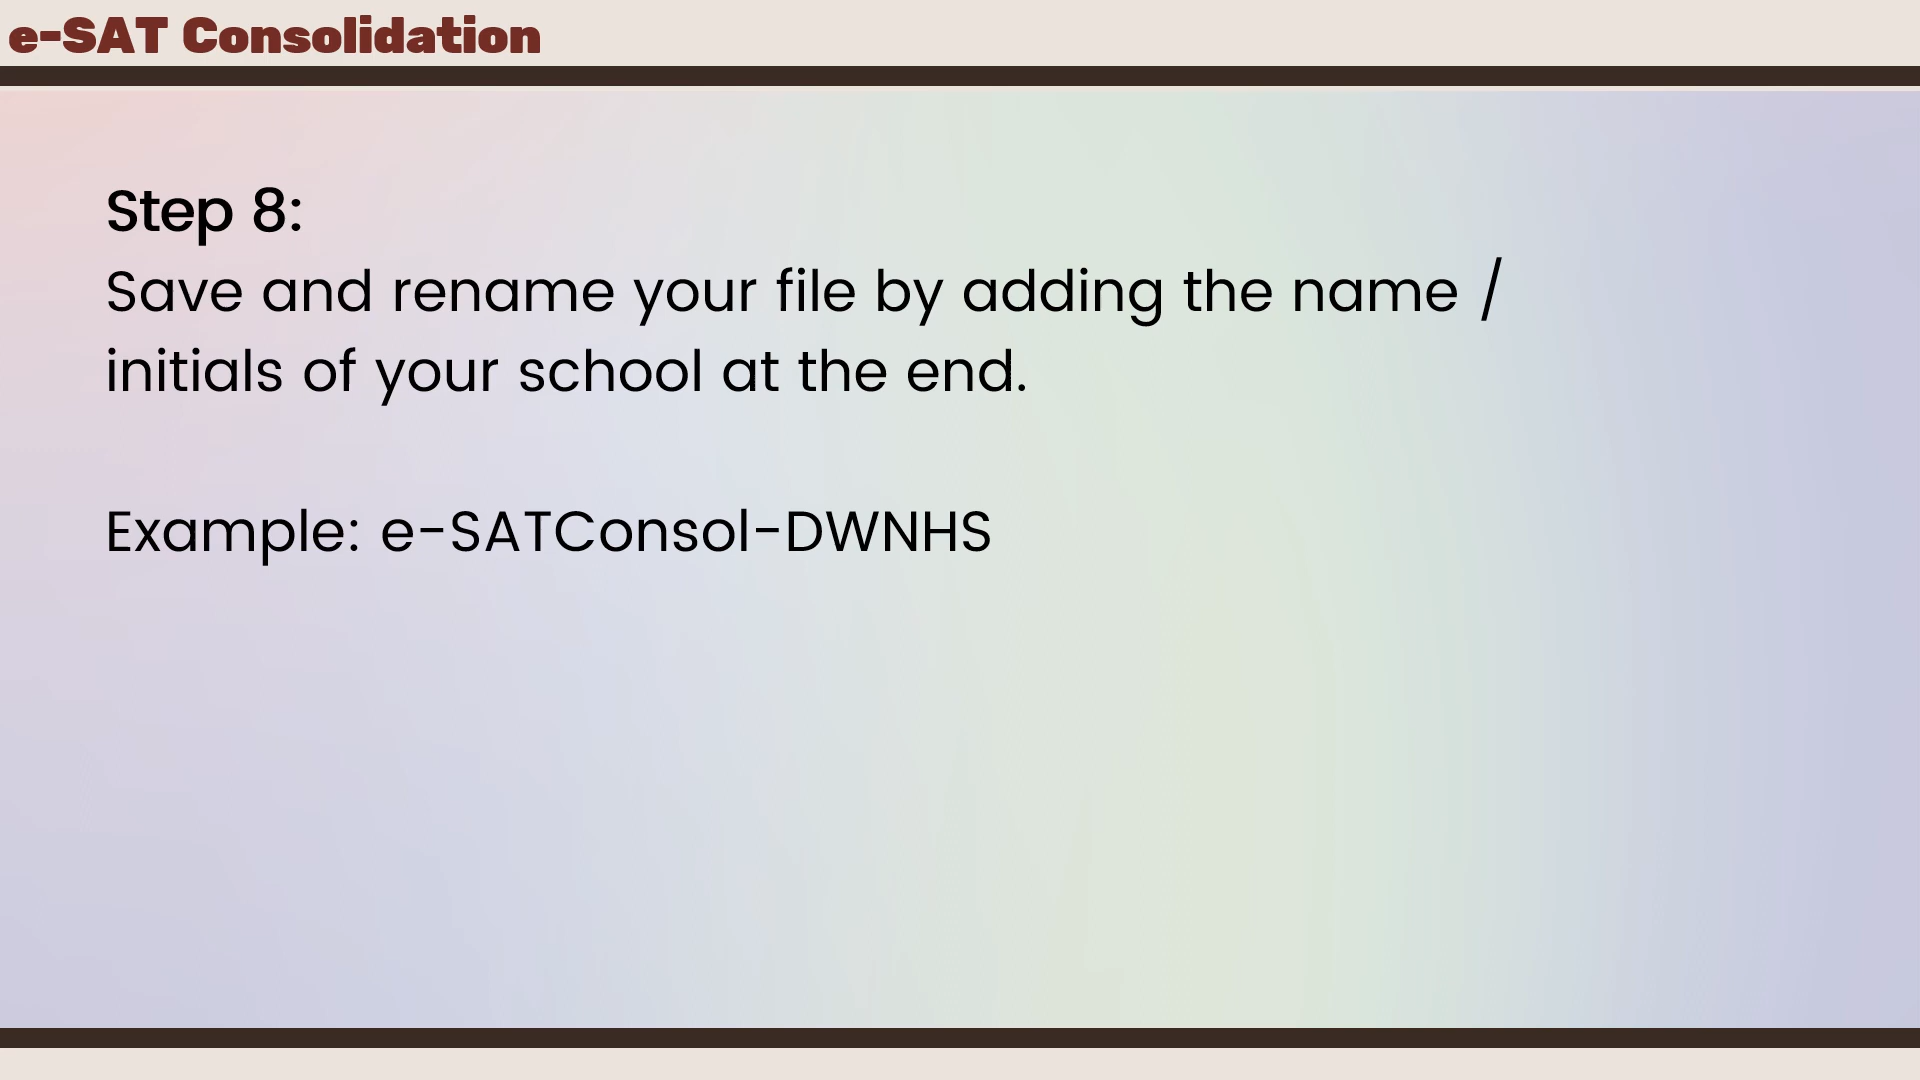 e-SAT Consolidation
Step 8:
Save and rename your file by adding the name /
initials of your school at the end.
Example: e-SATConsol-DWNHS